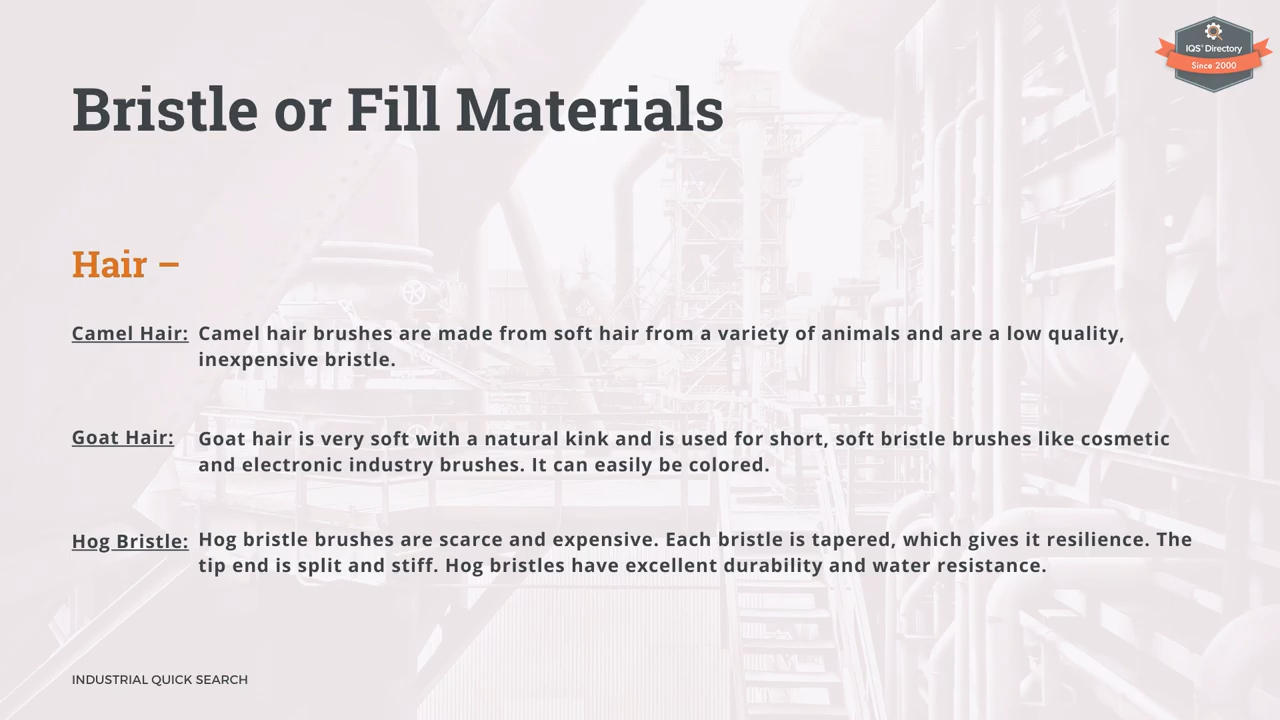 IQS® Directory
Since 2000
Bristle or Fill Materials
Hair –
Camel Hair: Camel hair brushes are made from soft hair from a variety of animals and are a low quality,
inexpensive bristle.
Goat Hair: Goat hair is very soft with a natural kink and is used for short, soft bristle brushes like cosmetic
and electronic industry brushes. It can easily be colored.
Hog Bristle: Hog bristle brushes are scarce and expensive. Each bristle is tapered, which gives it resilience. The
tip end is split and stiff. Hog bristles have excellent durability and water resistance.
INDUSTRIAL QUICK SEARCH